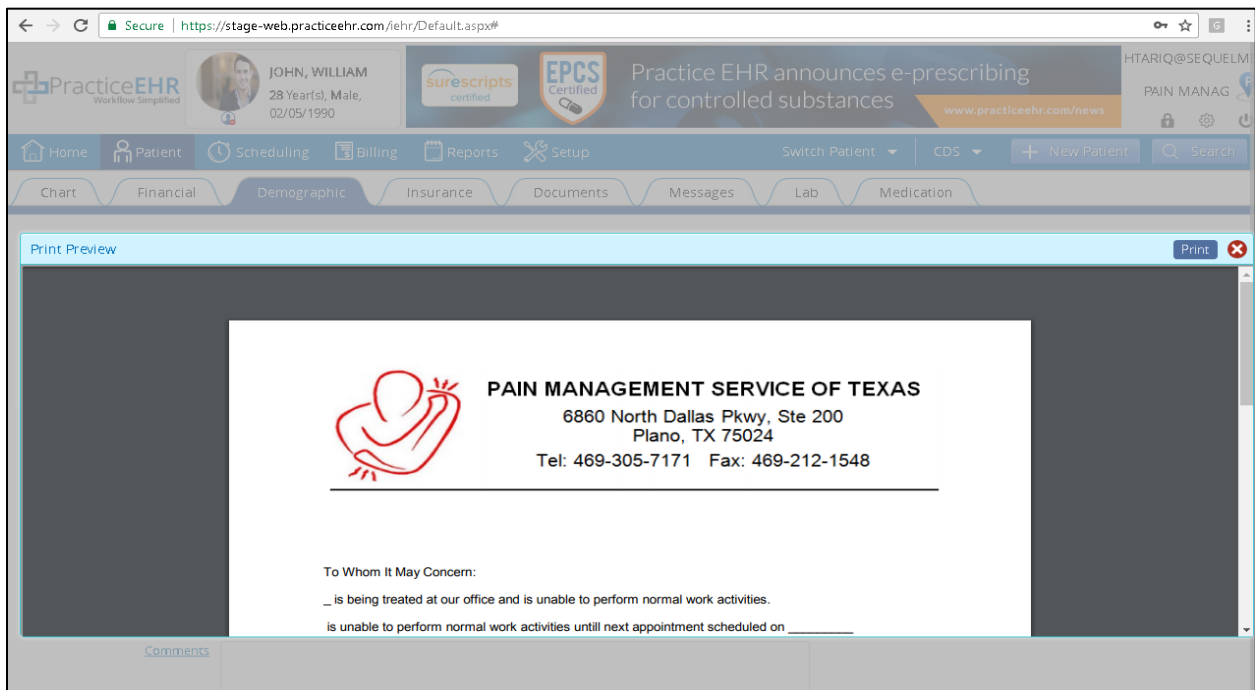 Secure | https://stage-web.practiceehr.com/iehr/Default.aspx#
G
PracticeEHR
Workflow Simplified
JOHN, WILLIAM
28 Year(s), Male,
02/05/1990
surescripts
certified
EPCS
Certified
Practice EHR announces e-prescribing
for controlled substances
www.practiceehr.com/news
HTARIQ@SEQUELM
PAIN MANAG
Home Patient Scheduling Billing Reports Setup Switch Patient CDS + New Patient Search
Chart Financial Demographic Insurance Documents Messages Lab Medication
Print Preview Print
PAIN MANAGEMENT SERVICE OF TEXAS
6860 North Dallas Pkwy, Ste 200
Plano, TX 75024
Tel: 469-305-7171 Fax: 469-212-1548
To Whom It May Concern:
_ is being treated at our office and is unable to perform normal work activities.
is unable to perform normal work activities untill next appointment scheduled on _________
Comments